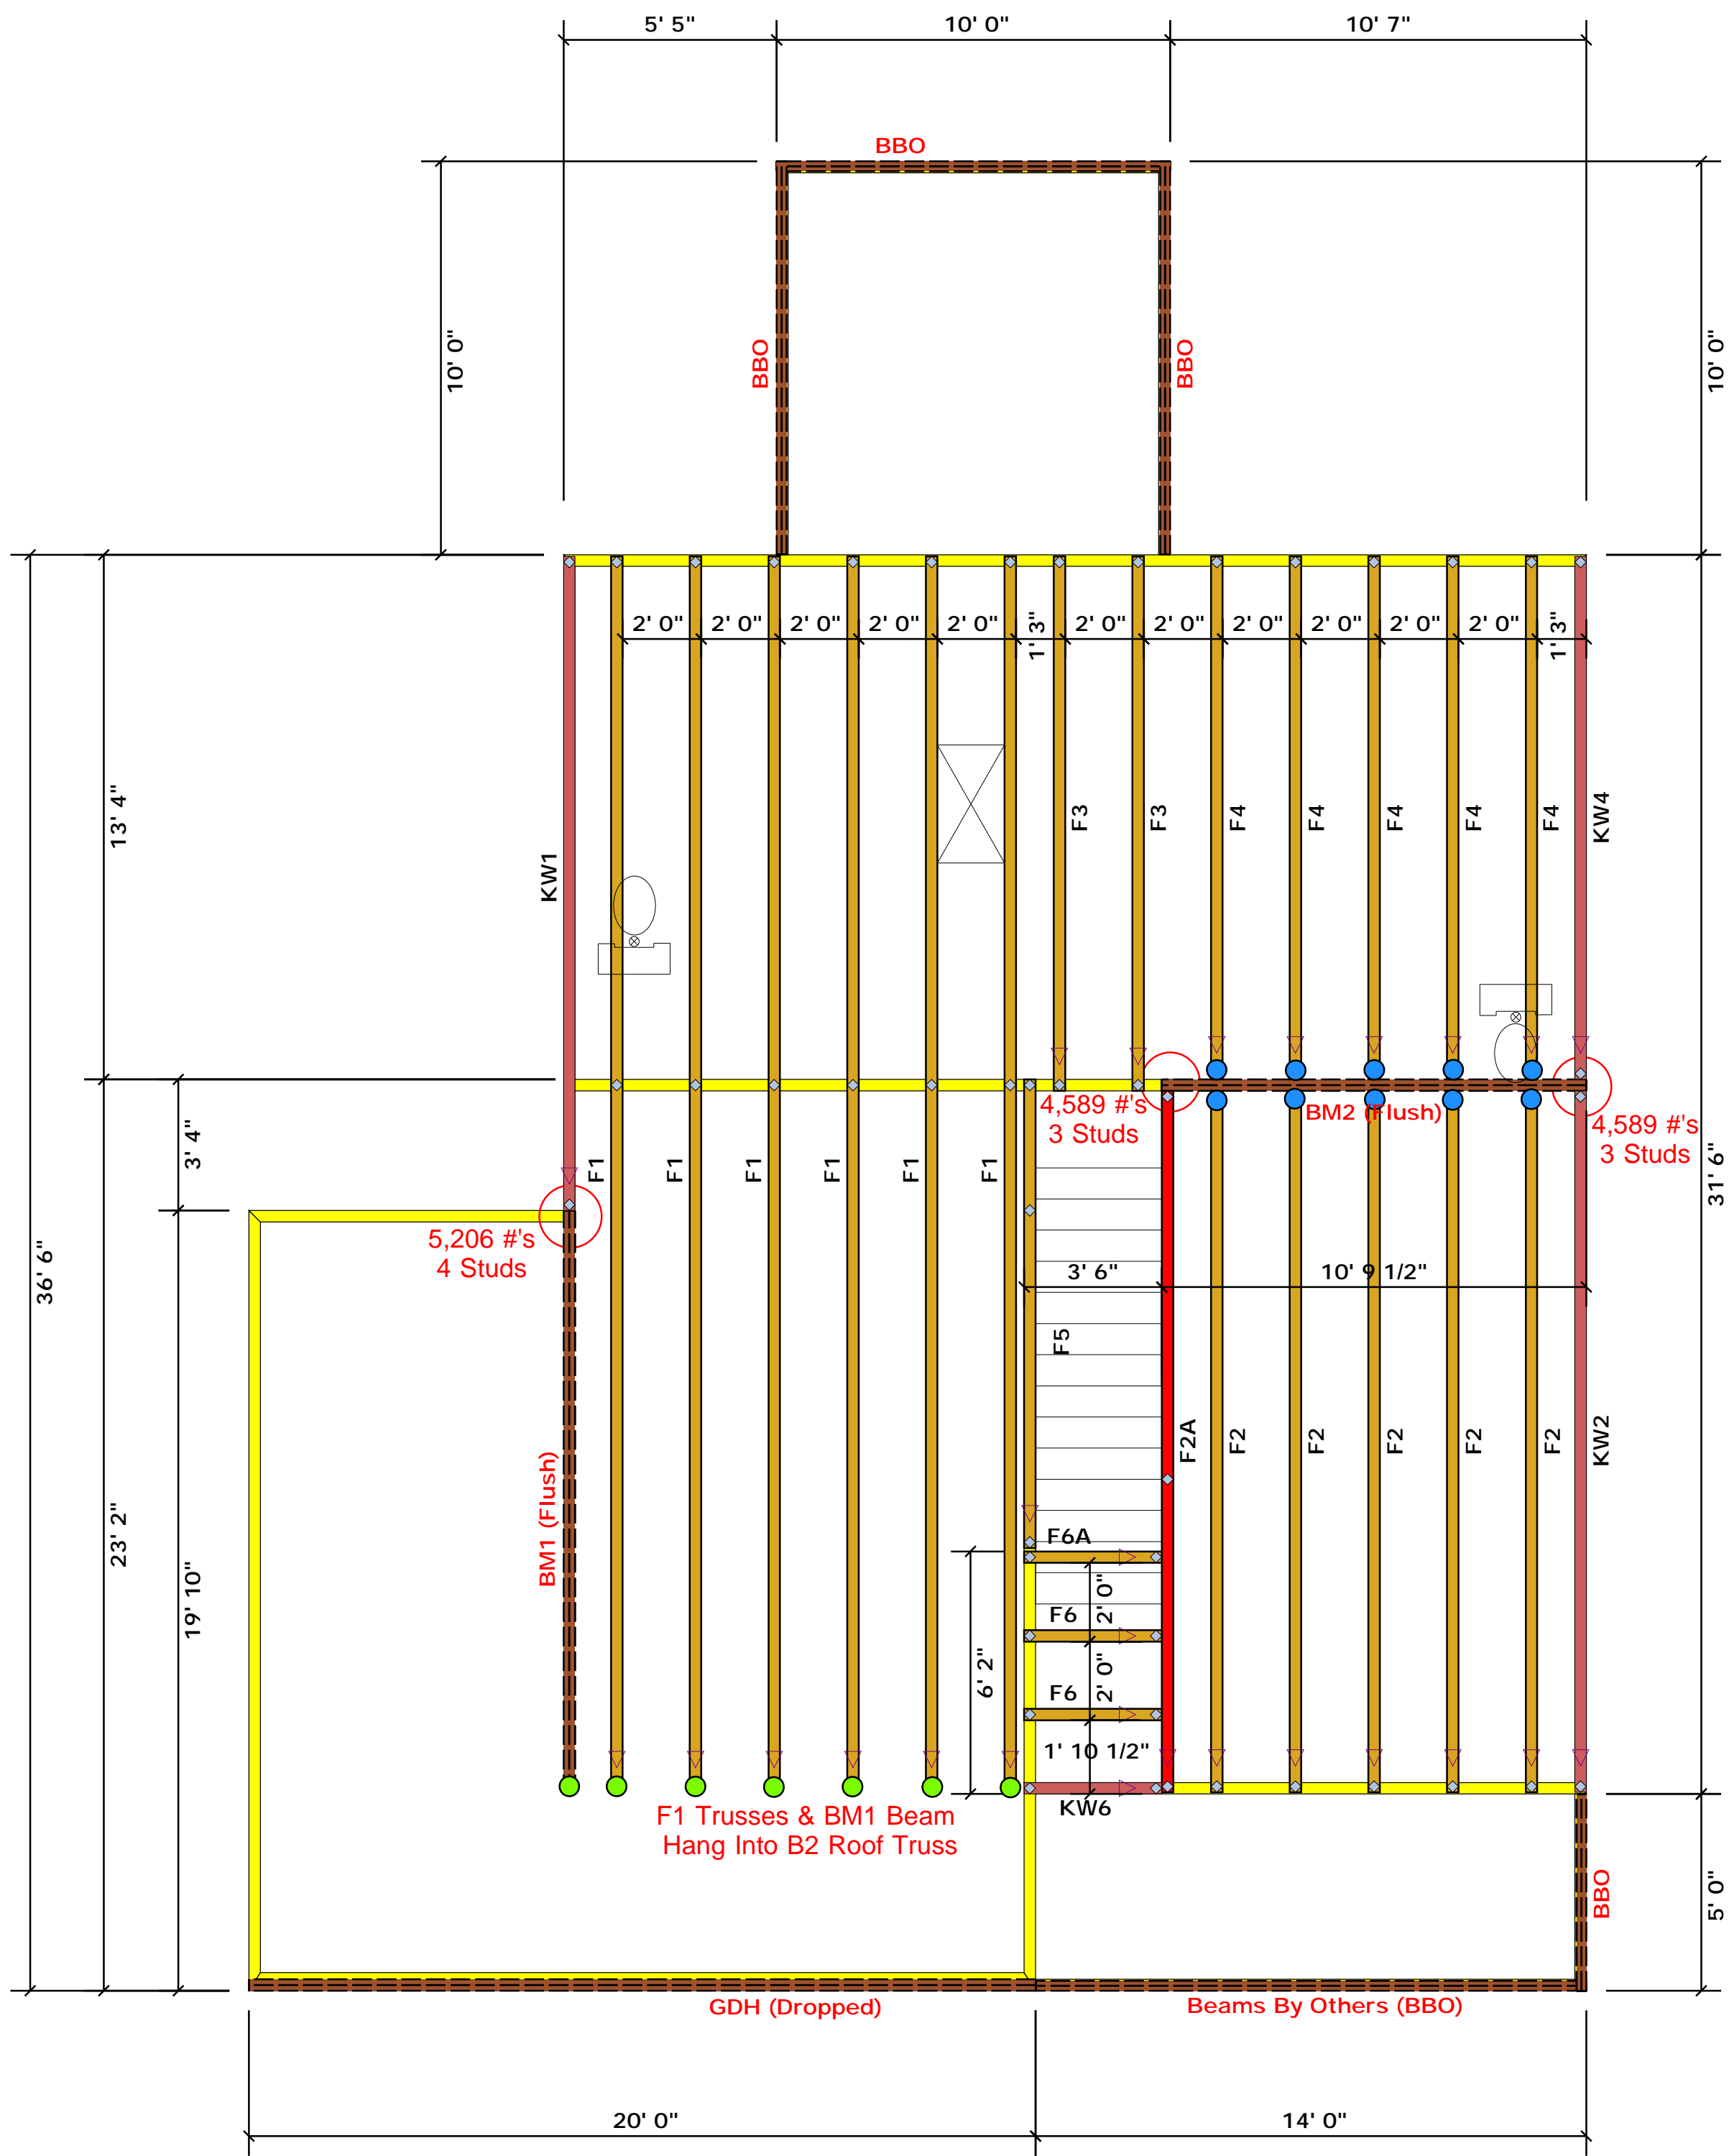 5' 5"
10' 0"
10' 7"
BBO
10' 0"
BBO
BBO
10' 0"
2' 0"
2' 0"
2' 0"
2' 0"
2' 0"
1' 3"
2' 0"
2' 0"
2' 0"
2' 0"
2' 0"
2' 0"
1' 3"
13' 4"
KW1
F3
F3
F4
F4
F4
F4
F4
KW4
4,589 #'s
3 Studs
BM2 (Flush)
4,589 #'s
3 Studs
3' 4"
F1
F1
F1
F1
F1
F1
31' 6"
5,206 #'s
4 Studs
36' 6"
3' 6"
10' 9 1/2"
F5
F2A
F2
F2
F2
F2
F2
KW2
BM1 (Flush)
23' 2"
19' 10"
F6A
2' 0"
F6
6' 2"
2' 0"
F6
1' 10 1/2"
KW6
F1 Trusses & BM1 Beam
Hang Into B2 Roof Truss
BBO
5' 0"
GDH (Dropped)
Beams By Others (BBO)
20' 0"
14' 0"